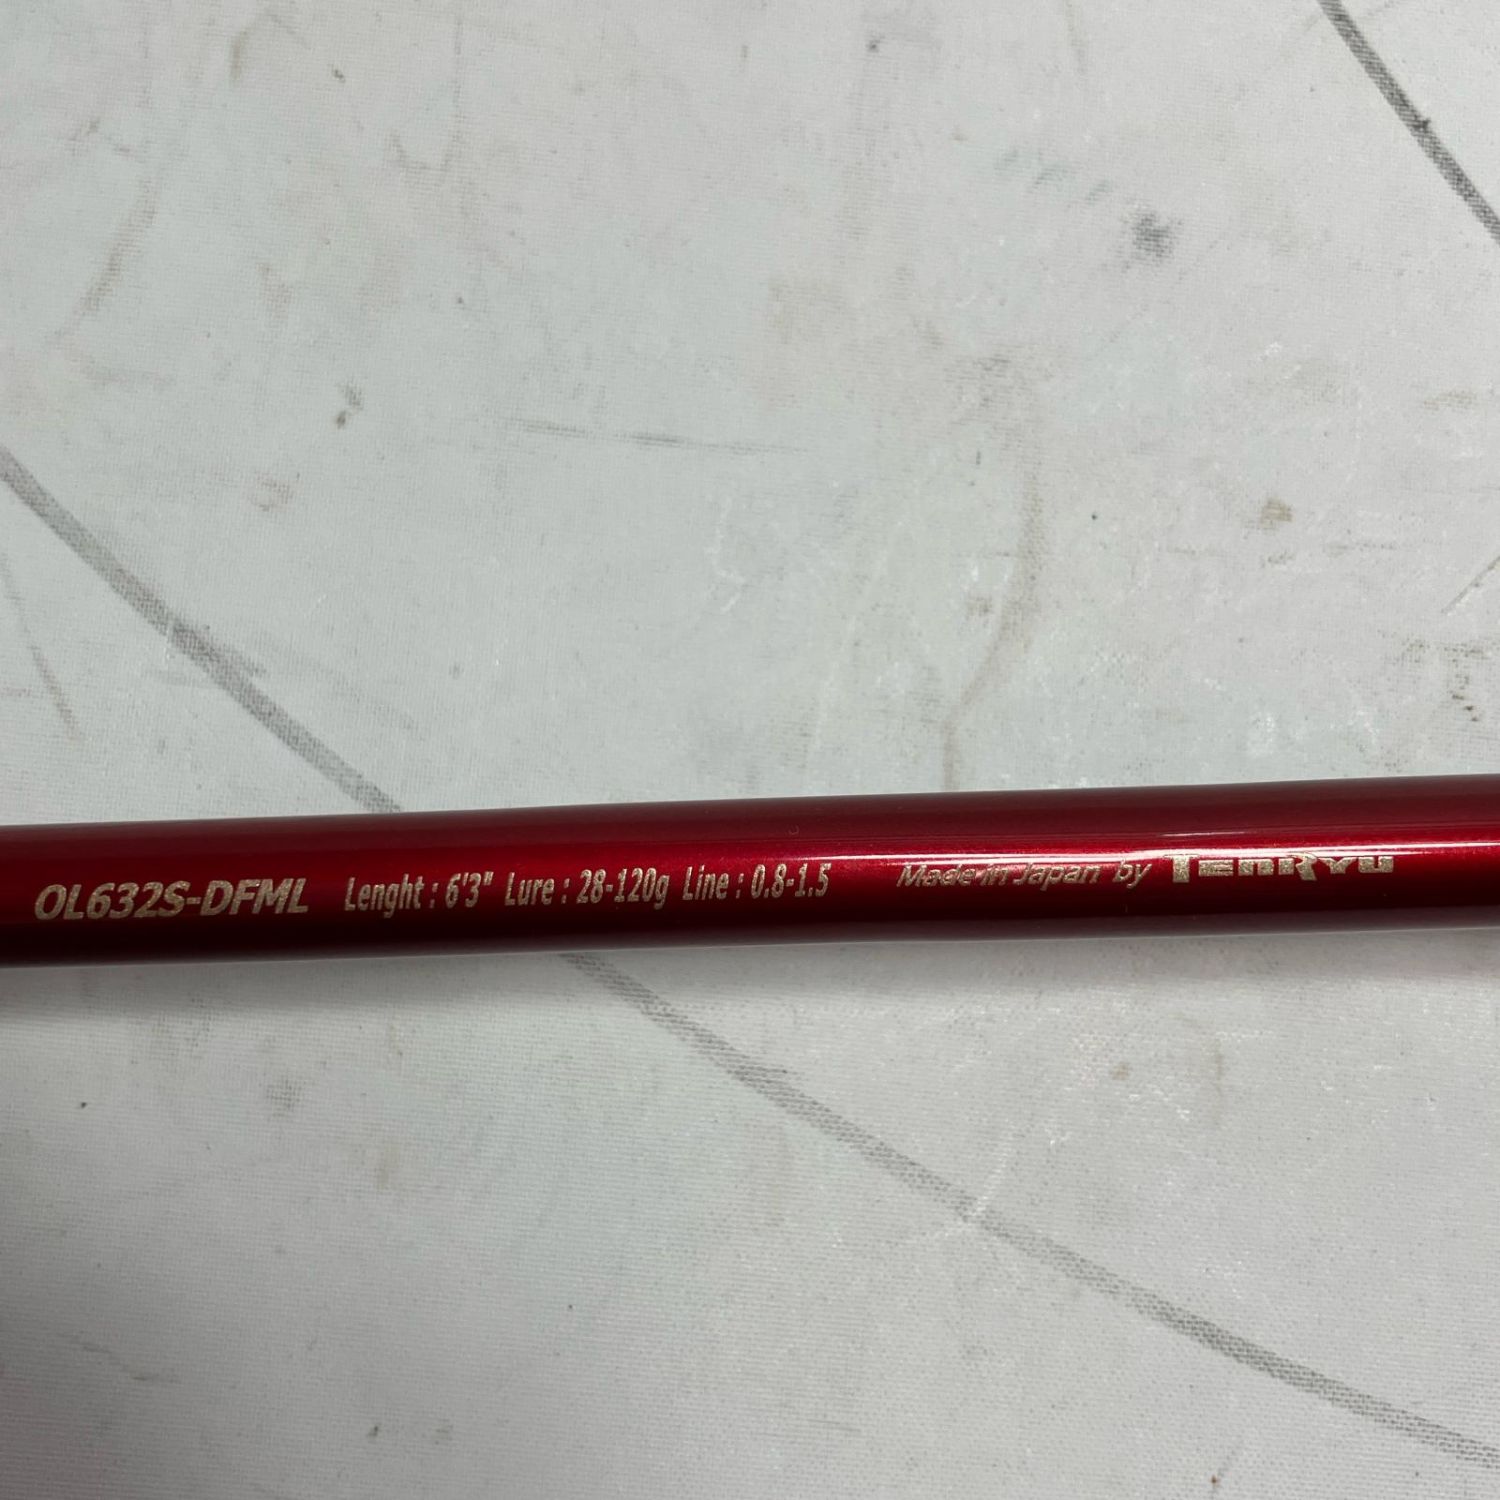 OL632S-DFML Lenght : 6'3" Lure : 28-120g Line : 0.8-1.5 Made in Japan by TENRYU